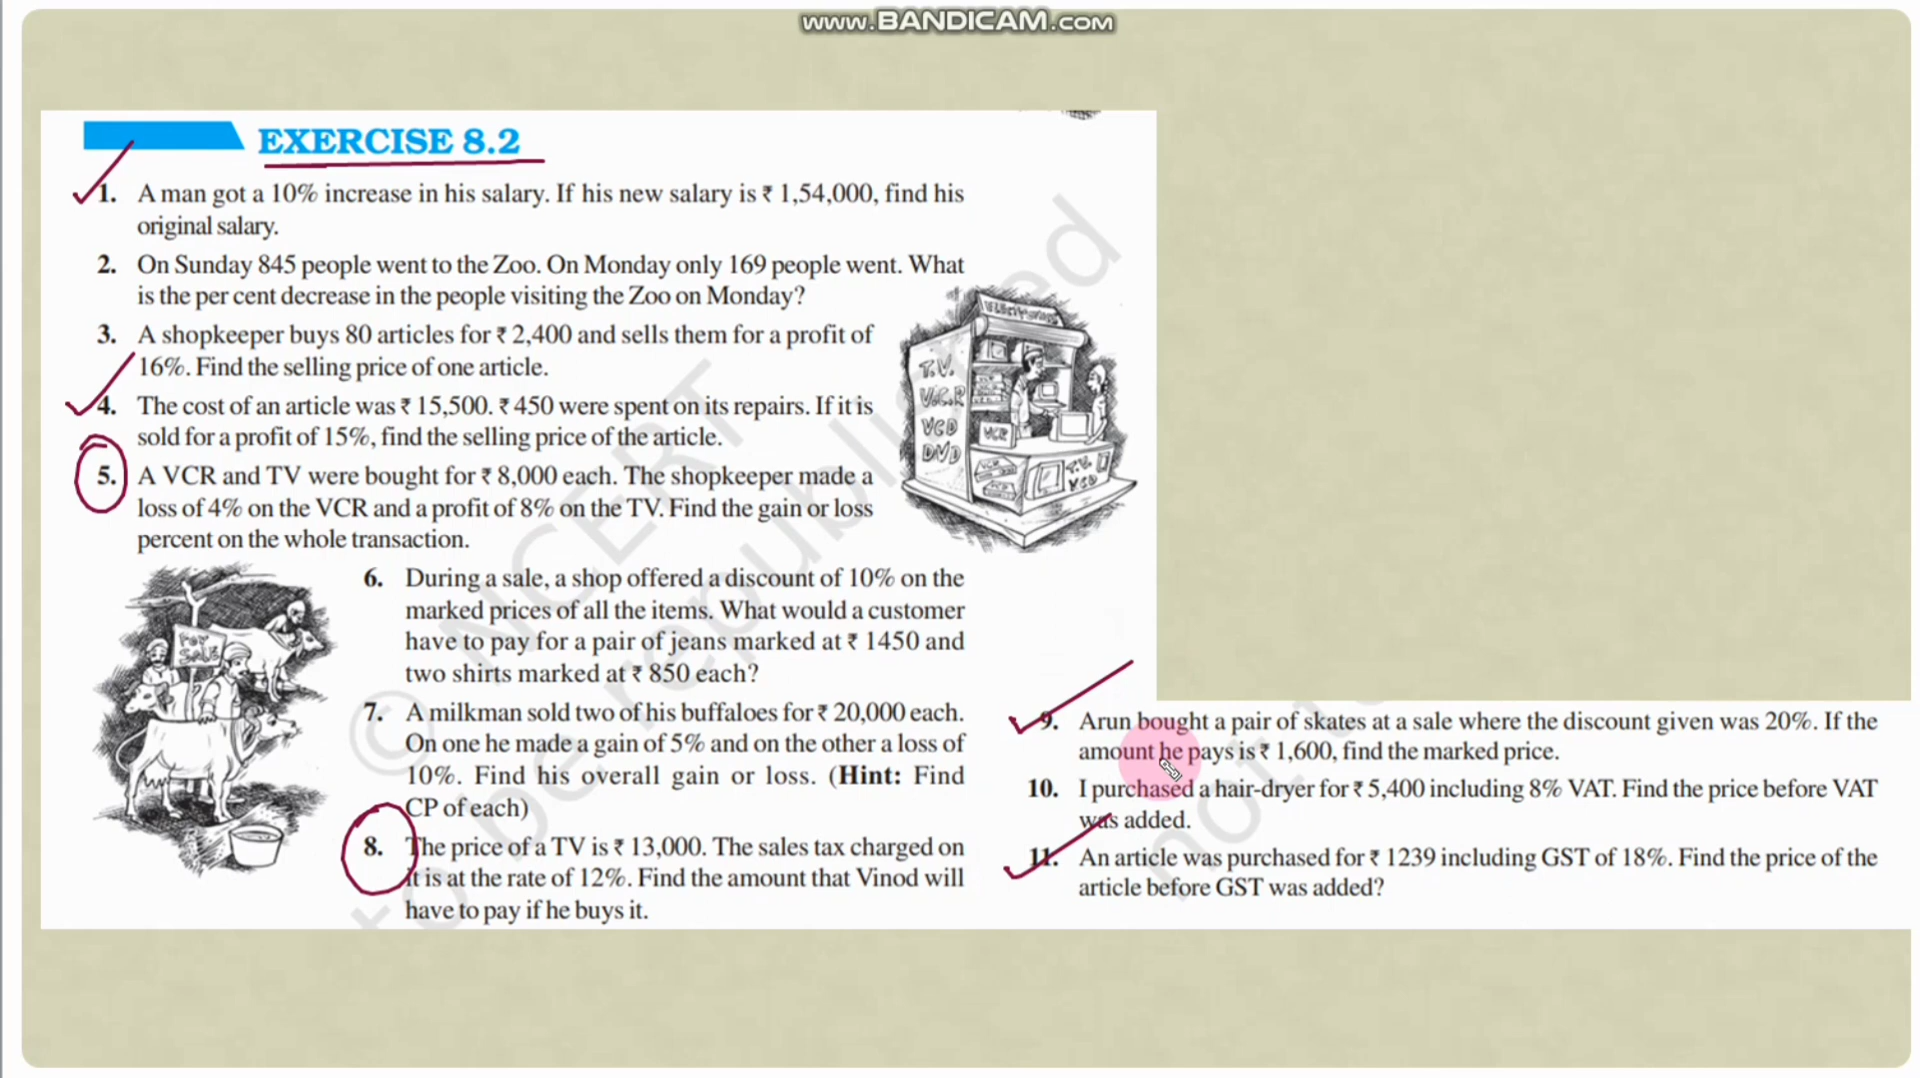 www.BANDICAM.com
EXERCISE 8.2
1. A man got a 10% increase in his salary. If his new salary is ₹ 1,54,000, find his
original salary.
2. On Sunday 845 people went to the Zoo. On Monday only 169 people went. What
is the per cent decrease in the people visiting the Zoo on Monday?
3. A shopkeeper buys 80 articles for ₹ 2,400 and sells them for a profit of
16%. Find the selling price of one article.
4. The cost of an article was ₹ 15,500. ₹ 450 were spent on its repairs. If it is
sold for a profit of 15%, find the selling price of the article.
5. A VCR and TV were bought for ₹ 8,000 each. The shopkeeper made a
loss of 4% on the VCR and a profit of 8% on the TV. Find the gain or loss
percent on the whole transaction.
T.V.
V.C.R
VCD
DVD
VCR
T.V.
VCD
FOR
SALE
6. During a sale, a shop offered a discount of 10% on the
marked prices of all the items. What would a customer
have to pay for a pair of jeans marked at ₹ 1450 and
two shirts marked at ₹ 850 each?
7. A milkman sold two of his buffaloes for ₹ 20,000 each.
On one he made a gain of 5% and on the other a loss of
10%. Find his overall gain or loss. (Hint: Find
CP of each)
8. The price of a TV is ₹ 13,000. The sales tax charged on
it is at the rate of 12%. Find the amount that Vinod will
have to pay if he buys it.
9. Arun bought a pair of skates at a sale where the discount given was 20%. If the
amount he pays is ₹ 1,600, find the marked price.
10. I purchased a hair-dryer for ₹ 5,400 including 8% VAT. Find the price before VAT
was added.
11. An article was purchased for ₹ 1239 including GST of 18%. Find the price of the
article before GST was added?
© NCERT
not to be republished